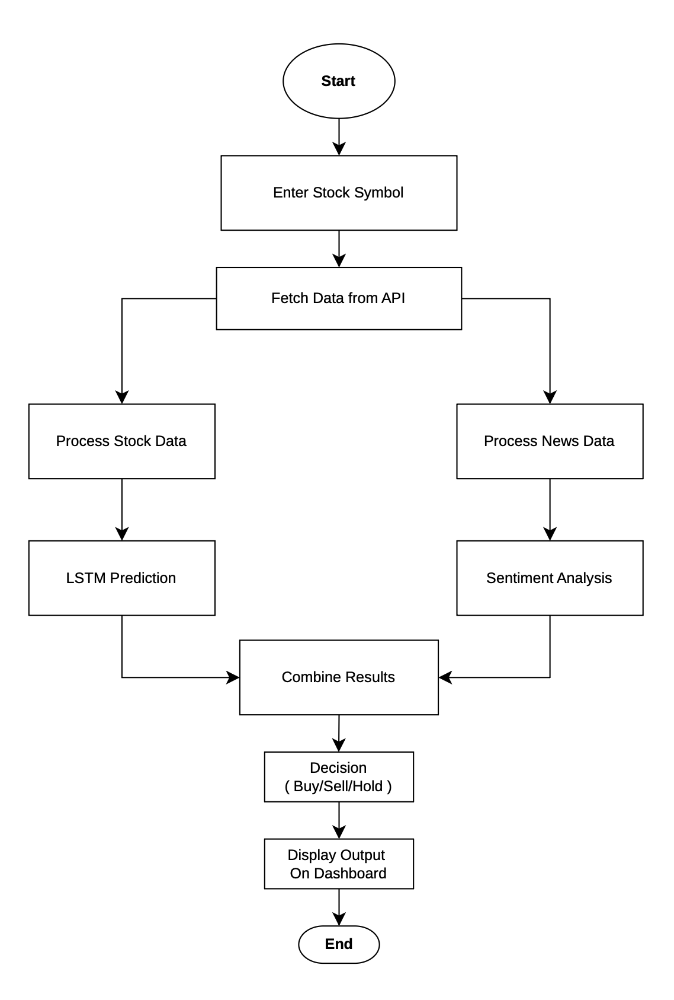 Start
Enter Stock Symbol
Fetch Data from API
Process Stock Data
Process News Data
LSTM Prediction
Sentiment Analysis
Combine Results
Decision
( Buy/Sell/Hold )
Display Output
On Dashboard
End